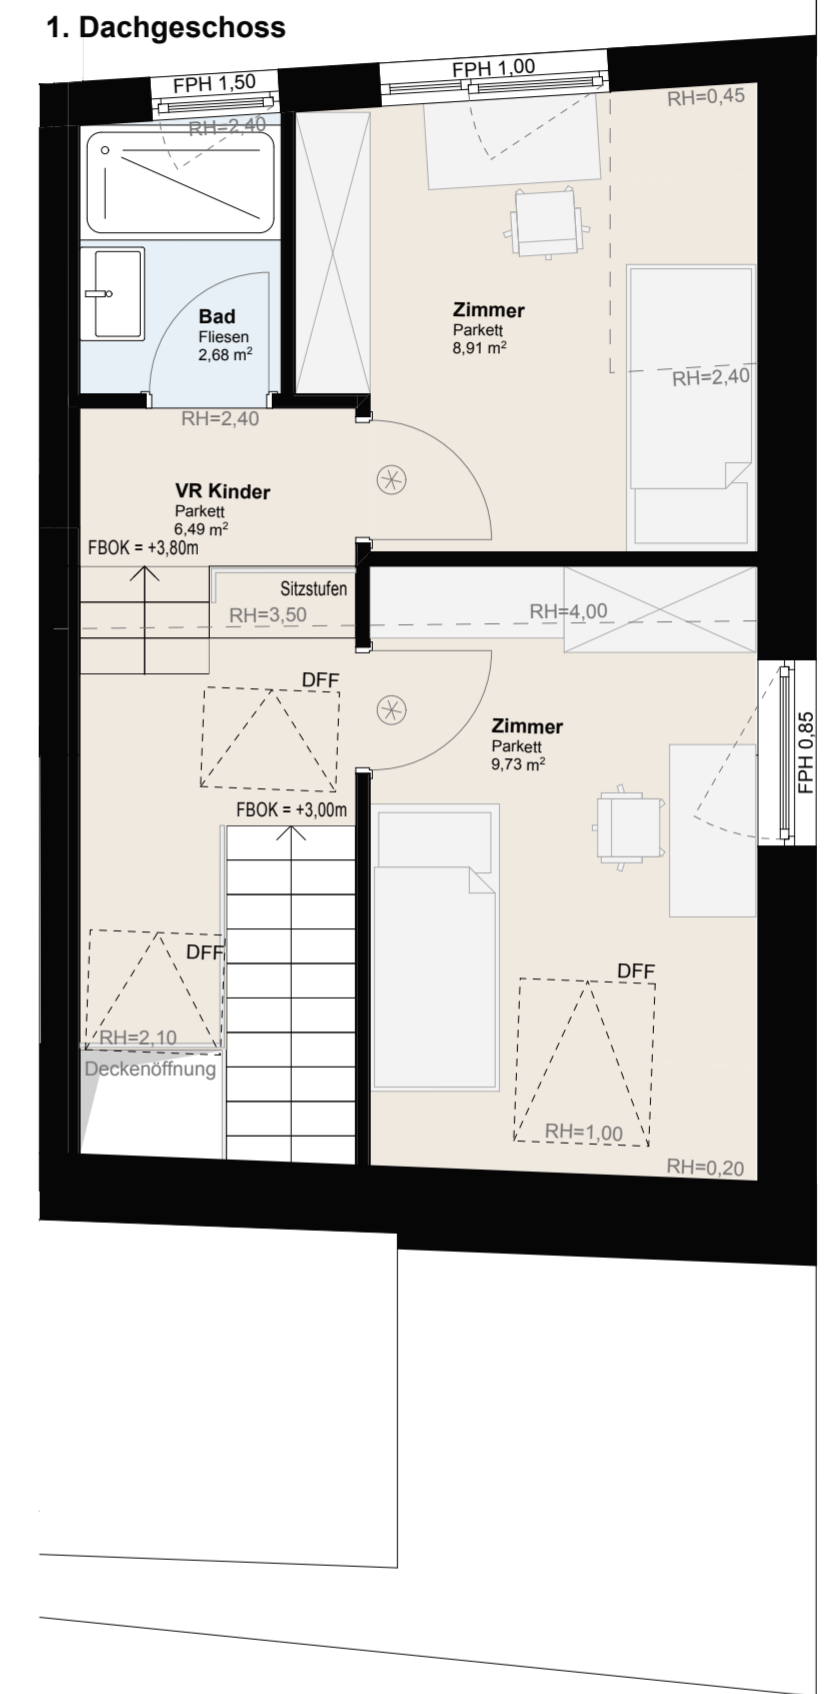 1. Dachgeschoss
FPH 1,50
FPH 1,00
RH=2,40
RH=0,45
Bad
Fliesen
2,68 m²
Zimmer
Parkett
8,91 m²
RH=2,40
RH=2,40
VR Kinder
Parkett
6,49 m²
FBOK = +3,80m
Sitzstufen
RH=3,50
RH=4,00
DFF
Zimmer
Parkett
9,73 m²
FPH 0,85
FBOK = +3,00m
DFF
DFF
RH=2,10
Deckenöffnung
RH=1,00
RH=0,20